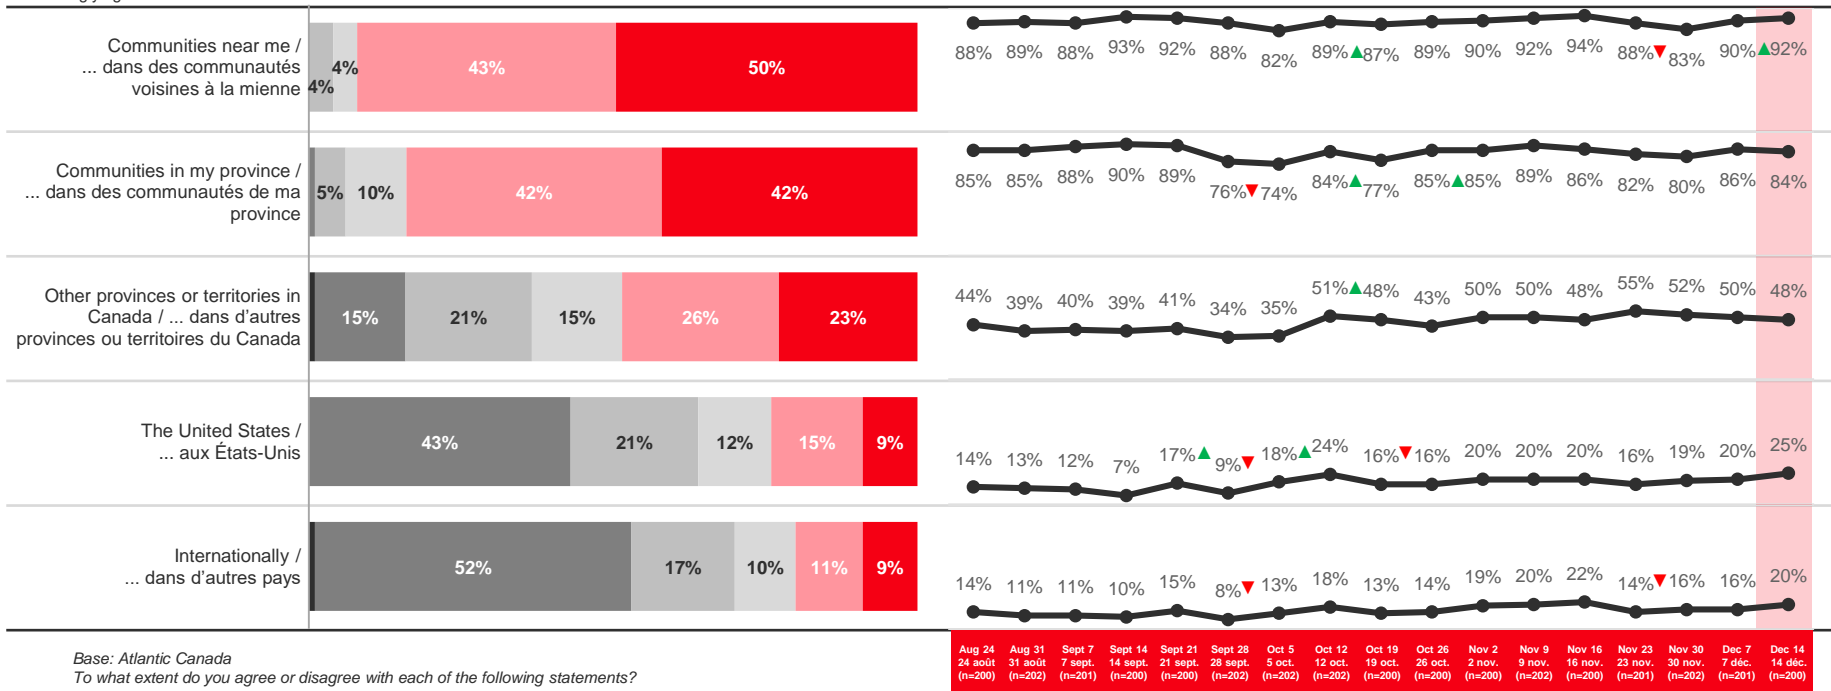 Communities near me /
... dans des communautés
voisines à la mienne
4%
4%
43%
50%
88% 89% 88% 93% 92% 88% 82% 89% ▲87% 89% 90% 92% 94% 88%▼83% 90% ▲92%
Communities in my province /
... dans des communautés de ma
province
5%
10%
42%
42%
85% 85% 88% 90% 89% 76%▼74% 84% ▲77% 85% ▲85% 89% 86% 82% 80% 86% 84%
Other provinces or territories in
Canada / ... dans d'autres
provinces ou territoires du Canada
15%
21%
15%
26%
23%
44% 39% 40% 39% 41% 34% 35% 51% ▲48% 43% 50% 50% 48% 55% 52% 50% 48%
The United States /
... aux États-Unis
43%
21%
12%
15%
9%
14% 13% 12% 7% 17% ▲ 9%▼ 18% ▲24% 16%▼16% 20% 20% 20% 16% 19% 20% 25%
Internationally /
... dans d'autres pays
52%
17%
10%
11%
9%
14% 11% 11% 10% 15% 8%▼ 13% 18% 13% 14% 19% 20% 22% 14%▼16% 16% 20%
Aug 24 Aug 31 Sept 7 Sept 14 Sept 21 Sept 28 Oct 5 Oct 12 Oct 19 Oct 26 Nov 2 Nov 9 Nov 16 Nov 23 Nov 30 Dec 7 Dec 14
24 août 31 août 7 sept. 14 sept. 21 sept. 28 sept. 5 oct. 12 oct. 19 oct. 26 oct. 2 nov. 9 nov. 16 nov. 23 nov. 30 nov. 7 déc. 14 déc.
(n=200) (n=202) (n=201) (n=200) (n=200) (n=202) (n=202) (n=202) (n=200) (n=200) (n=200) (n=202) (n=200) (n=201) (n=202) (n=201) (n=200)
Base: Atlantic Canada
To what extent do you agree or disagree with each of the following statements?